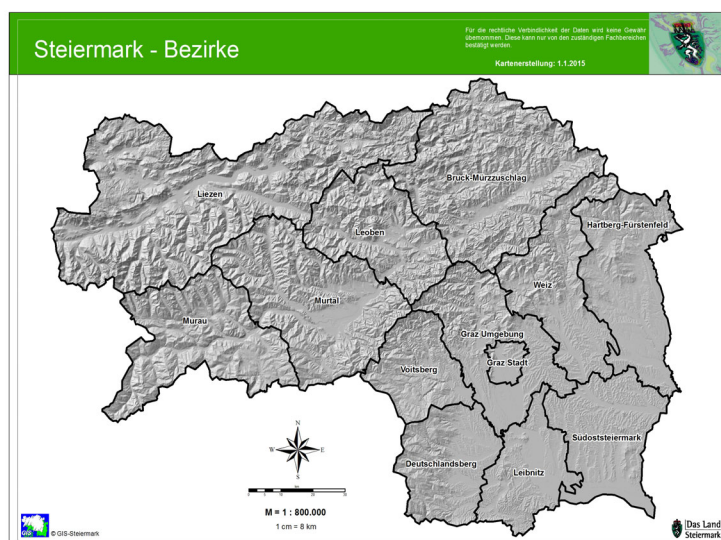 Steiermark - Bezirke
Für die rechtliche Verbindlichkeit der Daten wird keine Gewähr
übernommen. Diese kann nur von den zuständigen Fachbereichen
bestätigt werden.
Kartenerstellung: 1.1.2015
Liezen
Bruck-Mürzzuschlag
Leoben
Hartberg-Fürstenfeld
Weiz
Murtal
Murau
Graz Umgebung
Graz Stadt
Voitsberg
Südoststeiermark
Deutschlandsberg
Leibnitz
N
W
E
S
M = 1 : 800.000
1 cm = 8 km
GIS
© GIS-Steiermark
Das Land
Steiermark